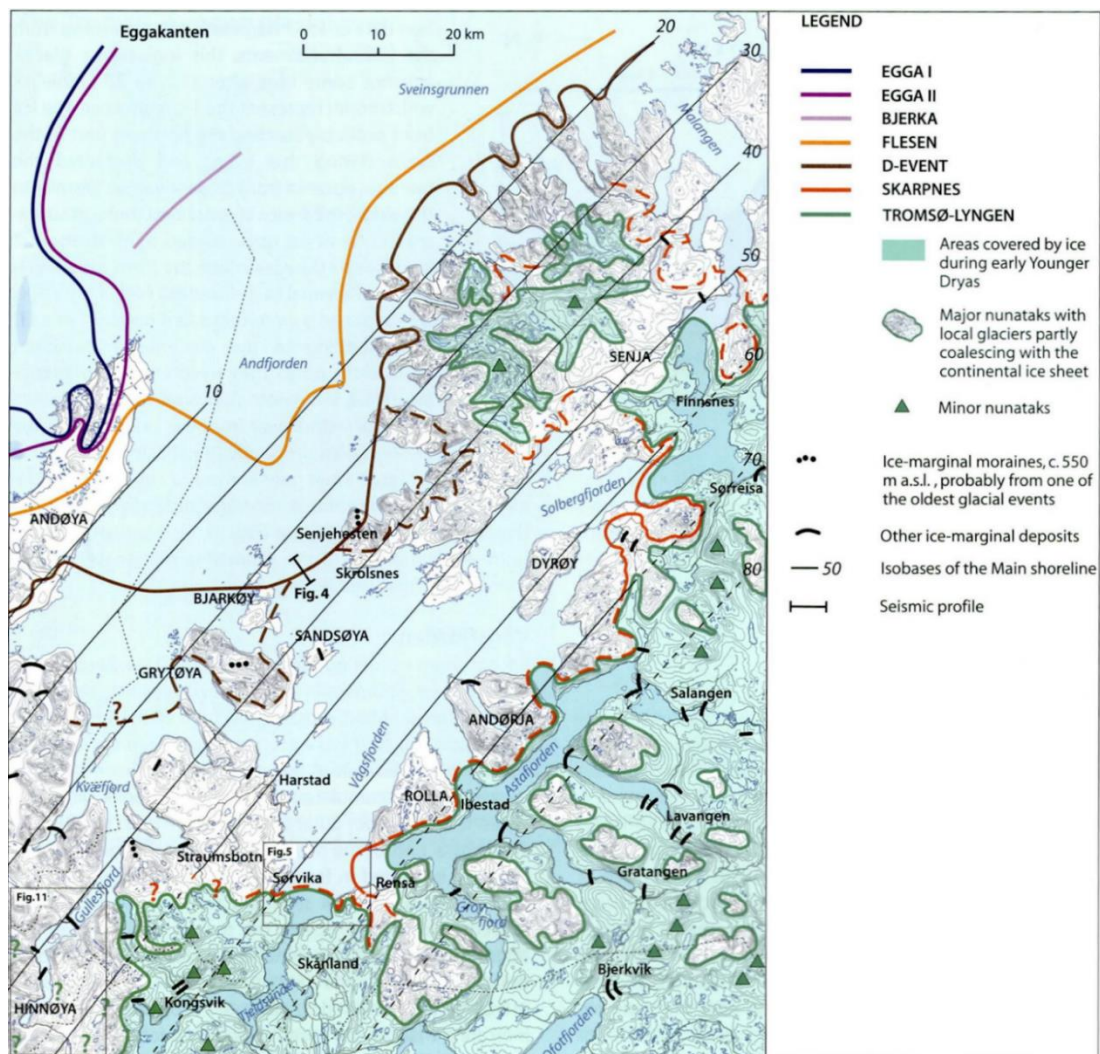 Eggakanten
0 10 20 km
20
30
Sveinsgrunnen
Malangen
40
50
Andfjorden
10
SENJA
60
Finnsnes
70
Sørreisa
?
ANDØYA
Senjehesten
Solbergfjorden
Skrolsnes
DYRØY
80
BJARKØY
Fig. 4
SANDSØYA
GRYTØYA
?
Salangen
ANDØRJA
Kvæfjord
Harstad
Vågsfjorden
Astafjorden
ROLLA
Ibestad
Lavangen
Straumsbotn
Fig.5
Gratangen
Sørvika
Rensa
? ?
Fig.11
Gullesfjord
Grov-
fjord
?
Skånland
Bjerkvik
HINNØYA
? ?
Kongsvik
Tjeldsundet
Ofotfjorden
? ?
LEGEND
EGGA I
EGGA II
BJERKA
FLESEN
D-EVENT
SKARPNES
TROMSØ-LYNGEN
Areas covered by ice
during early Younger
Dryas
Major nunataks with
local glaciers partly
coalescing with the
continental ice sheet
Minor nunataks
Ice-marginal moraines, c. 550
m a.s.l. , probably from one of
the oldest glacial events
Other ice-marginal deposits
50 Isobases of the Main shoreline
Seismic profile